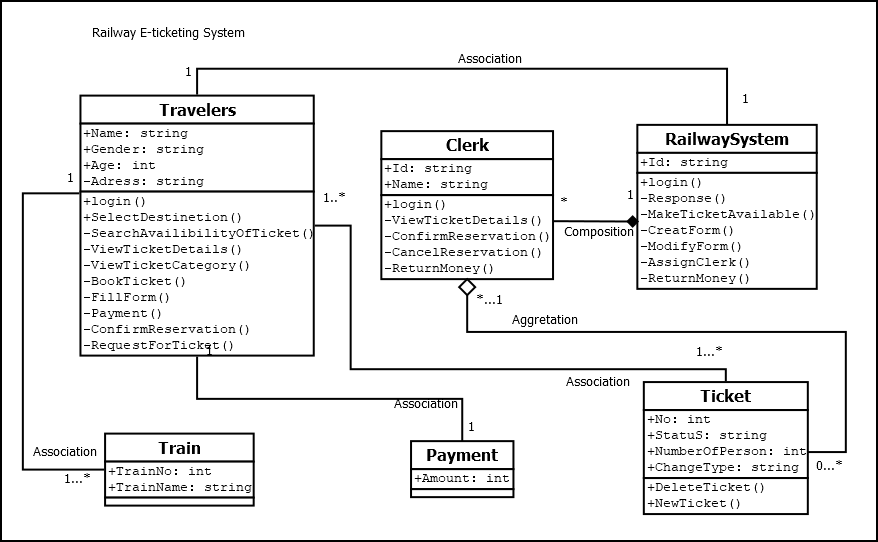 Railway E-ticketing System
Association
1
1
Travelers
+Name: string
+Gender: string
+Age: int
-Adress: string
+login()
+SelectDestinetion()
-SearchAvailibilityOfTicket()
-ViewTicketDetails()
-ViewTicketCategory()
-BookTicket()
-FillForm()
-Payment()
-ConfirmReservation()
-RequestForTicket()
1
1..*
1
Clerk
+Id: string
+Name: string
+login()
-ViewTicketDetails()
-ConfirmReservation()
-CancelReservation()
-ReturnMoney()
*
1
Composition
RailwaySystem
+Id: string
+login()
-Response()
-MakeTicketAvailable()
-CreatForm()
-ModifyForm()
-AssignClerk()
-ReturnMoney()
*...1
Aggretation
1...*
Association
Association
Association
1...*
Train
+TrainNo: int
+TrainName: string
1
Payment
+Amount: int
Ticket
+No: int
+StatuS: string
+NumberOfPerson: int
+ChangeType: string
+DeleteTicket()
+NewTicket()
0...*